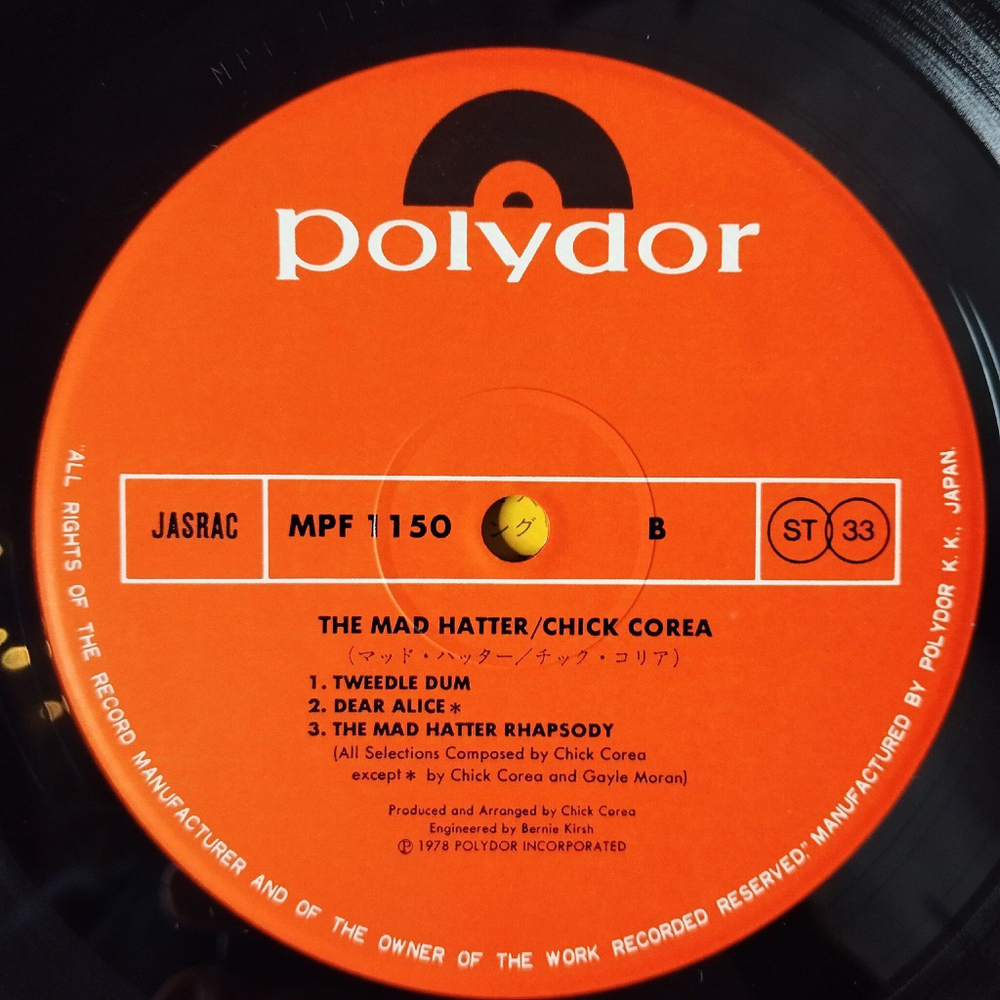 polydor
JASRAC
MPF 1150
ング
B
ST 33
THE MAD HATTER/CHICK COREA
(マッド・ハッター/チック・コリア)
1. TWEEDLE DUM
2. DEAR ALICE *
3. THE MAD HATTER RHAPSODY
(All Selections Composed by Chick Corea
except * by Chick Corea and Gayle Moran)
Produced and Arranged by Chick Corea
Engineered by Bernie Kirsh
Ⓟ 1978 POLYDOR INCORPORATED
"ALL RIGHTS OF THE RECORD MANUFACTURER AND OF THE OWNER OF THE WORK RECORDED RESERVED." MANUFACTURED BY POLYDOR K. K., JAPAN